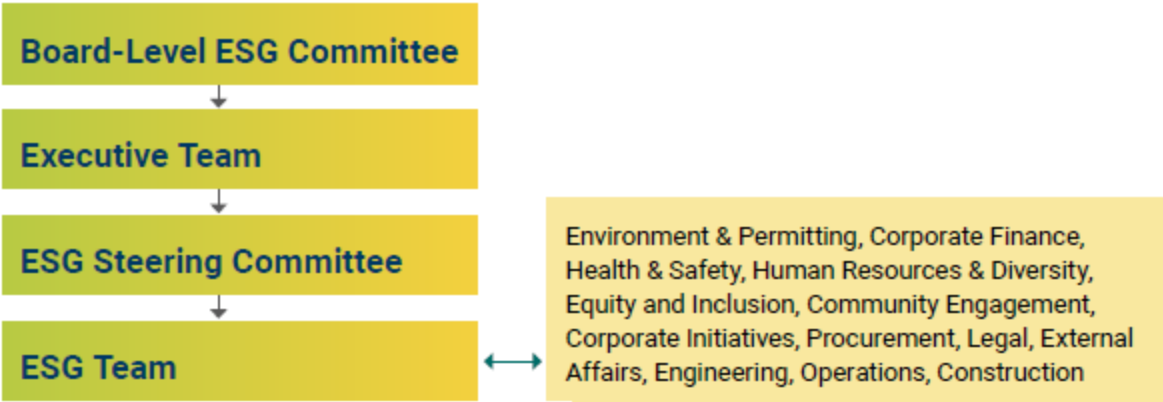 Board-Level ESG Committee
Executive Team
ESG Steering Committee
ESG Team
Environment & Permitting, Corporate Finance,
Health & Safety, Human Resources & Diversity,
Equity and Inclusion, Community Engagement,
Corporate Initiatives, Procurement, Legal, External
Affairs, Engineering, Operations, Construction